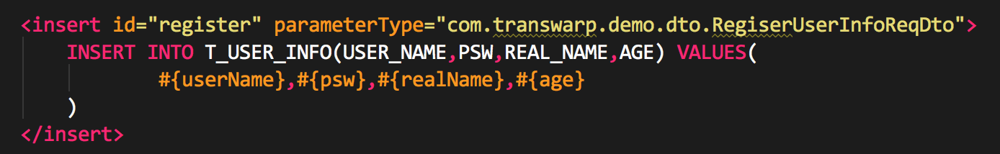 <insert id="register" parameterType="com.transwarp.demo.dto.RegiserUserInfoReqDto">
INSERT INTO T_USER_INFO(USER_NAME,PSW,REAL_NAME,AGE) VALUES(
#{userName},#{psw},#{realName},#{age}
)
</insert>